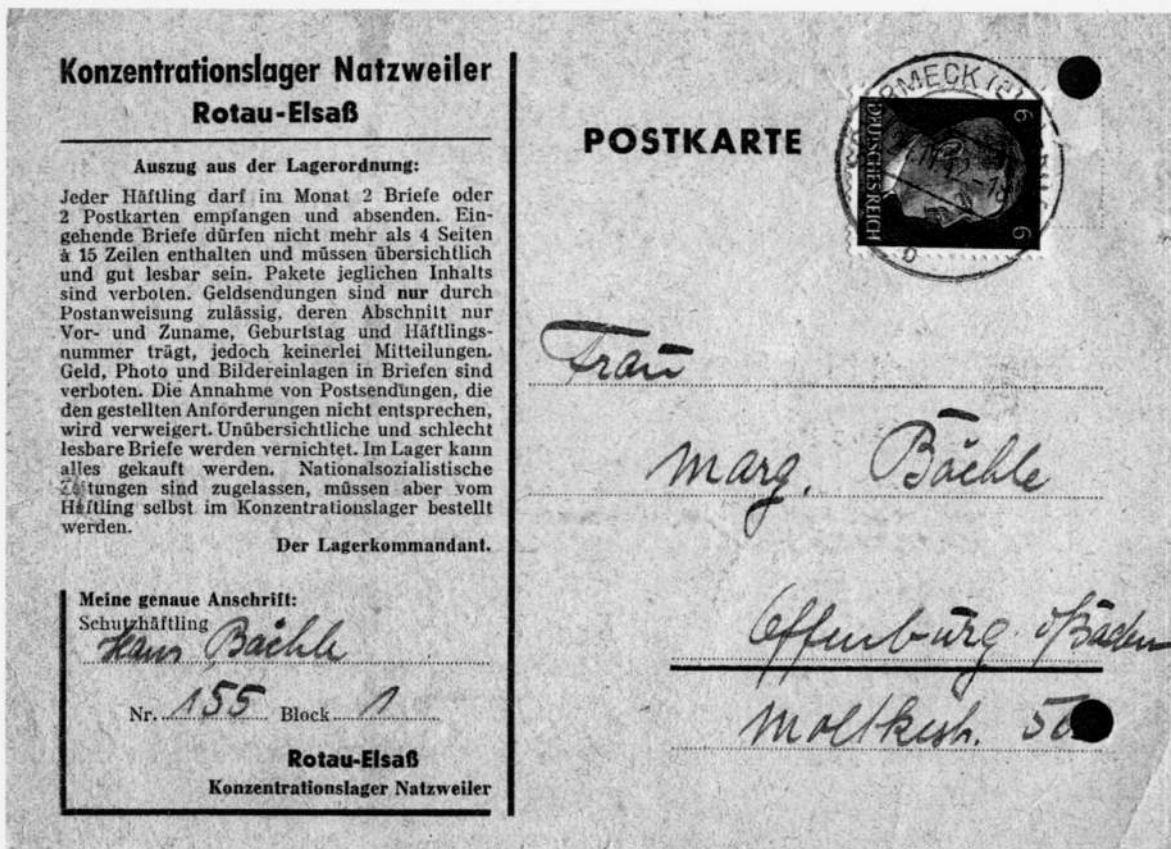 Konzentrationslager Natzweiler
Rotau-Elsaß
Auszug aus der Lagerordnung:
Jeder Häftling darf im Monat 2 Briefe oder
2 Postkarten empfangen und absenden. Ein-
gehende Briefe dürfen nicht mehr als 4 Seiten
à 15 Zeilen enthalten und müssen übersichtlich
und gut lesbar sein. Pakete jeglichen Inhalts
sind verboten. Geldsendungen sind nur durch
Postanweisung zulässig, deren Abschnitt nur
Vor- und Zuname, Geburtstag und Häftlings-
nummer trägt, jedoch keinerlei Mitteilungen.
Geld, Photo und Bildereinlagen in Briefen sind
verboten. Die Annahme von Postsendungen, die
den gestellten Anforderungen nicht entsprechen,
wird verweigert. Unübersichtliche und schlecht
lesbare Briefe werden vernichtet. Im Lager kann
alles gekauft werden. Nationalsozialistische
Zeitungen sind zugelassen, müssen aber vom
Häftling selbst im Konzentrationslager bestellt
werden.
Der Lagerkommandant.
Meine genaue Anschrift:
Schutzhäftling
Hans Bächle
Nr. 155 Block 1
Rotau-Elsaß
Konzentrationslager Natzweiler
POSTKARTE
DEUTSCHES REICH
6 6
Frau
Marg. Bächle
Offenburg i/Baden
Moltkestr.